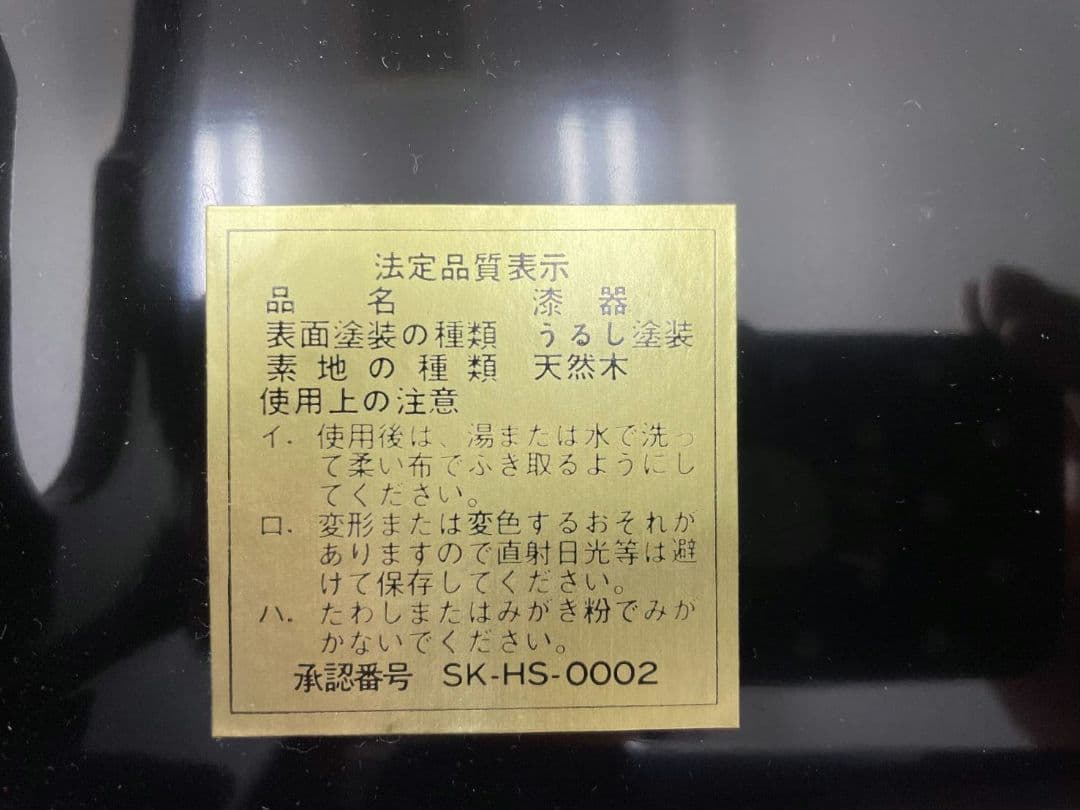 法定品質表示
品名 漆器
表面塗装の種類 うるし塗装
素地の種類 天然木
使用上の注意
イ. 使用後は、湯または水で洗っ
て柔い布でふき取るようにし
てください。
ロ. 変形または変色するおそれが
ありますので直射日光等は避
けて保存してください。
ハ. たわしまたはみがき粉でみが
かないでください。
承認番号 SK-HS-0002